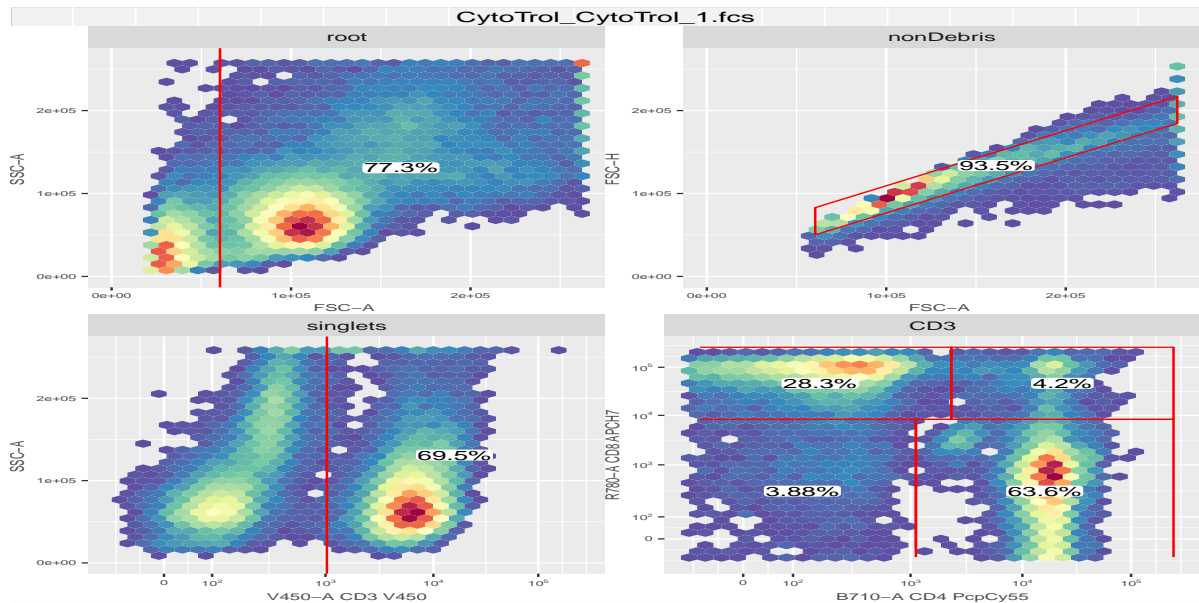 CytoTrol_CytoTrol_1.fcs
root
nonDebris
SSC-A
2e+05
1e+05
0e+00
77.3%
0e+00 1e+05 2e+05
FSC-A
FSC-H
2e+05
1e+05
0e+00
93.5%
0e+00 1e+05 2e+05
FSC-A
singlets
CD3
SSC-A
2e+05
1e+05
0e+00
69.5%
0 10² 10³ 10⁴ 10⁵
V450-A CD3 V450
R780-A CD8 APCH7
10⁵
10⁴
10³
10²
0
28.3% 4.2%
3.88% 63.6%
0 10² 10³ 10⁴ 10⁵
B710-A CD4 PcpCy55